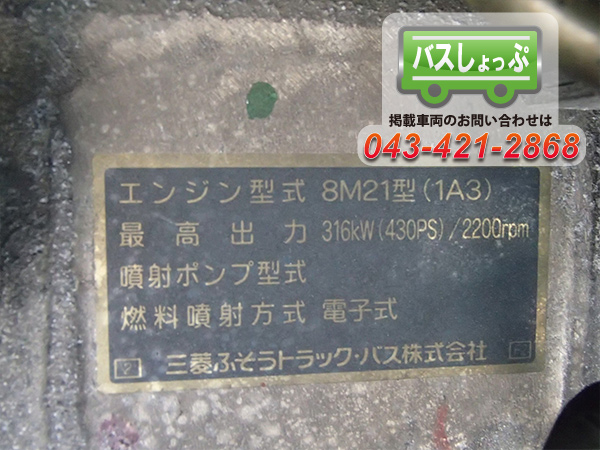 バスしょっぷ
掲載車両のお問い合わせは
043-421-2868
エンジン型式 8M21型(1A3)
最高出力 316kW(430PS)/2200rpm
噴射ポンプ型式
燃料噴射方式 電子式
三菱ふそうトラック・バス株式会社